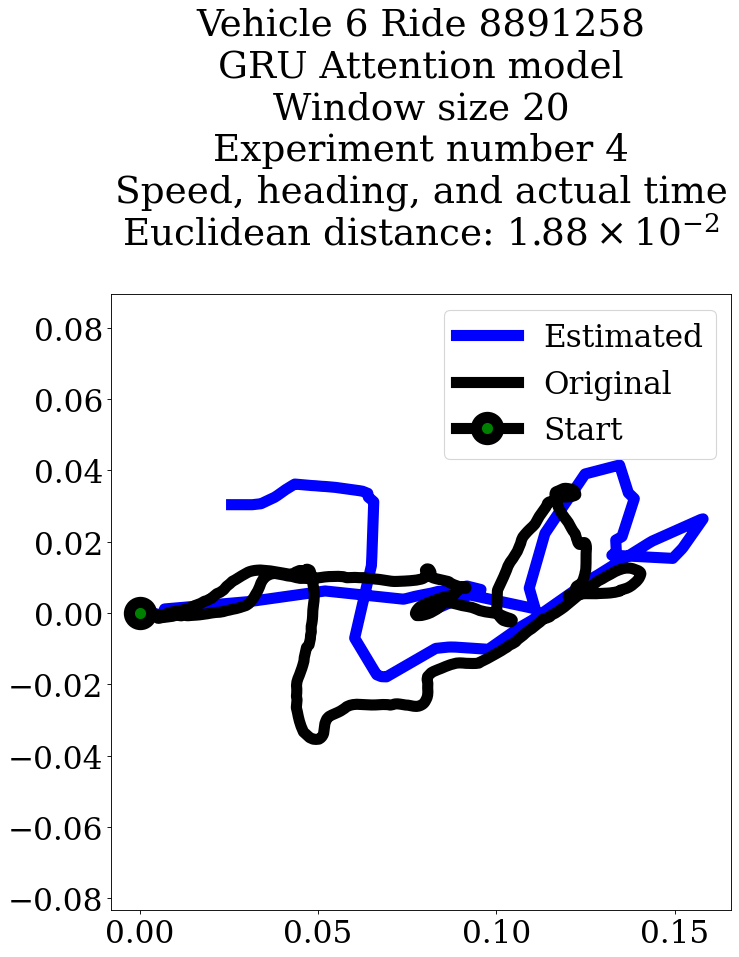 Vehicle 6 Ride 8891258
GRU Attention model
Window size 20
Experiment number 4
Speed, heading, and actual time
Euclidean distance: 1.88 × 10⁻²
Estimated
Original
Start
0.08
0.06
0.04
0.02
0.00
−0.02
−0.04
−0.06
−0.08
0.00 0.05 0.10 0.15